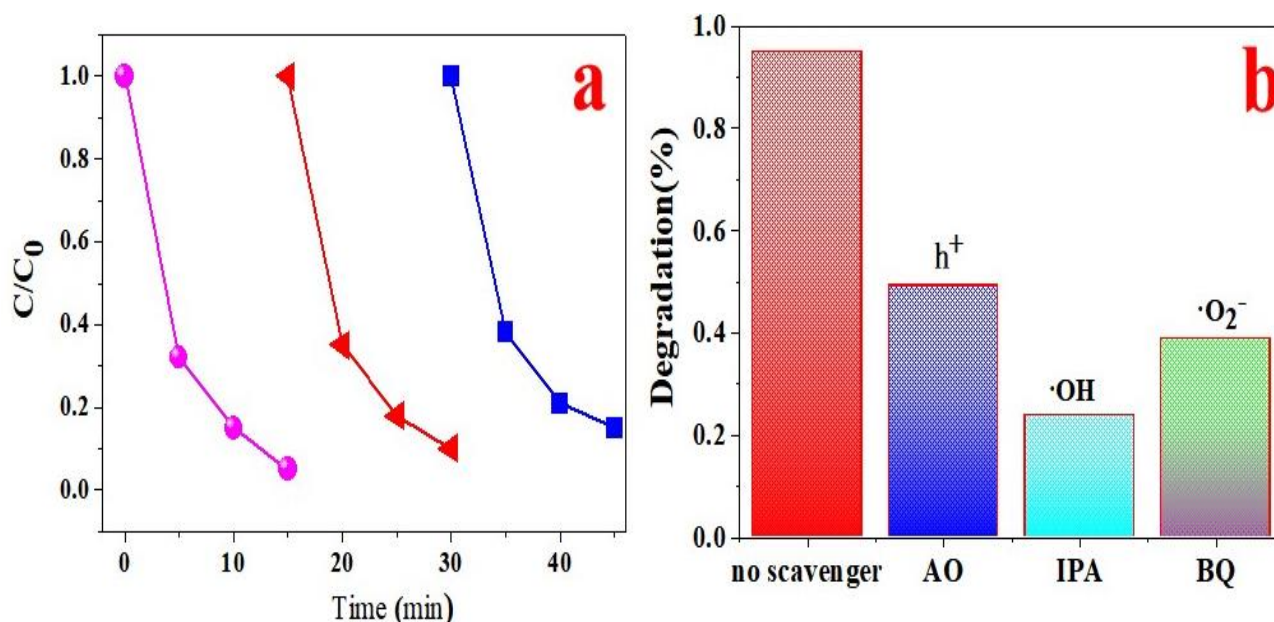 a
1.0
0.8
0.6
0.4
0.2
0.0
C/C0
0 10 20 30 40
Time (min)
b
1.0
0.8
0.6
0.4
0.2
0.0
Degradation(%)
h+
·OH
·O2−
no scavenger AO IPA BQ